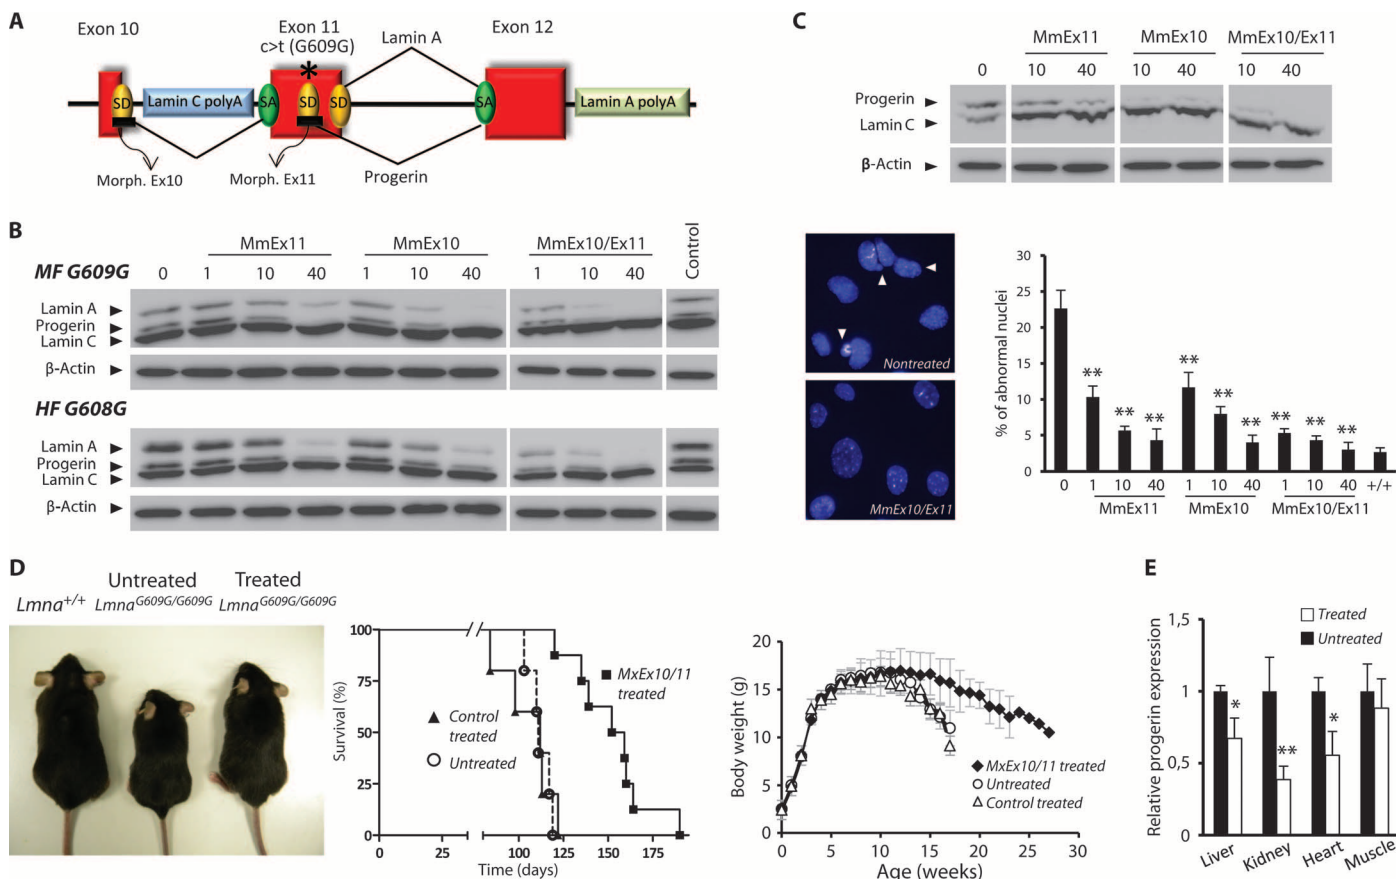 A
Exon 10
Exon 11
c>t (G609G)
Lamin A
Exon 12
*
SD
Lamin C polyA
SA
SD
SD
SA
Lamin A polyA
Morph. Ex10
Morph. Ex11
Progerin
B
MmEx11
MmEx10
MmEx10/Ex11
Control
MF G609G
0 1 10 40 1 10 40 1 10 40
Lamin A
Progerin
Lamin C
β-Actin
HF G608G
Lamin A
Progerin
Lamin C
β-Actin
C
MmEx11
MmEx10
MmEx10/Ex11
0 10 40 10 40 10 40
Progerin
Lamin C
β-Actin
Nontreated
MmEx10/Ex11
% of abnormal nuclei
30
25
20
15
10
5
0
** ** ** ** ** ** ** ** **
0 1 10 40 1 10 40 1 10 40 +/+
MmEx11
MmEx10
MmEx10/Ex11
D
Untreated
Treated
Lmna+/+
LmnaG609G/G609G
LmnaG609G/G609G
Survival (%)
100
75
50
25
0
MxEx10/11
treated
Control
treated
Untreated
0 25 100 125 150 175
Time (days)
Body weight (g)
20
15
10
5
0
MxEx10/11 treated
Untreated
Control treated
0 5 10 15 20 25 30
Age (weeks)
E
Relative progerin expression
1,5
1
0,5
0
Treated
Untreated
* ** *
Liver
Kidney
Heart
Muscle